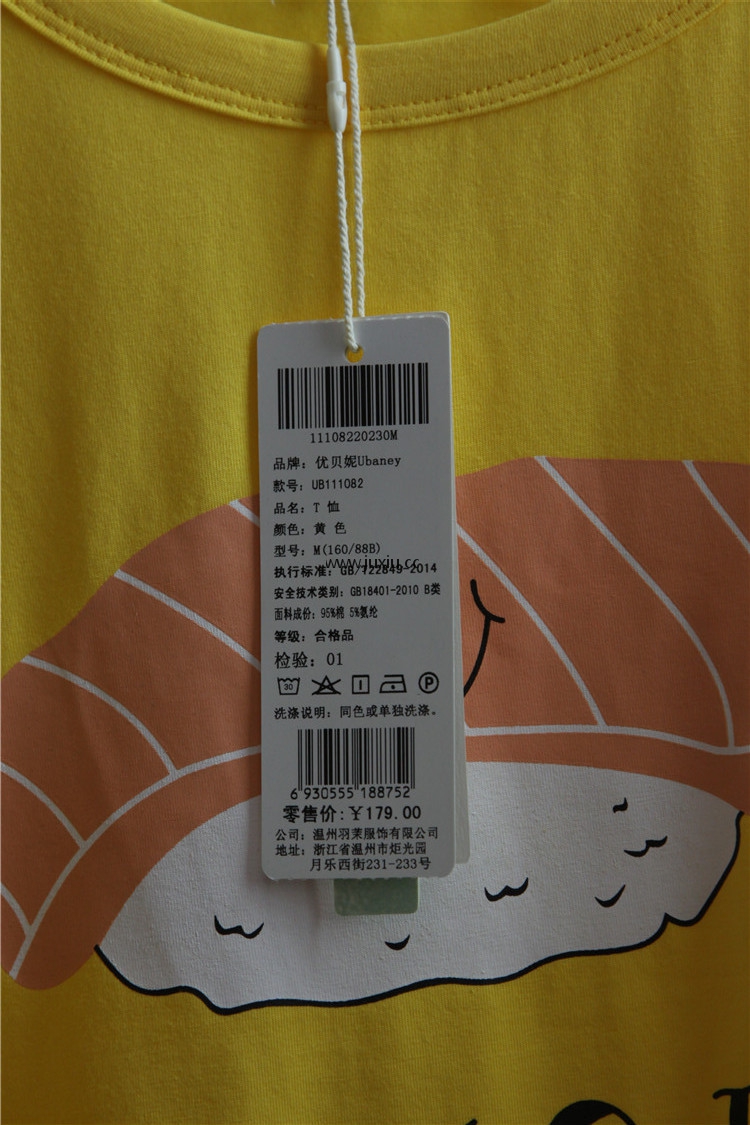 11108220230M
品牌：优贝妮Ubaney
款号：UB111082
品名：T 恤
颜色：黄 色
型号：M(160/88B)
www.juxiju.cc
执行标准：GB/T22849-2014
安全技术类别：GB18401-2010 B类
面料成份：95%棉 5%氨纶
等级：合格品
检验：01
30
P
洗涤说明：同色或单独洗涤。
6 930555 188752
零售价：￥179.00
公司：温州羽茉服饰有限公司
地址：浙江省温州市炬光园
月乐西街231-233号